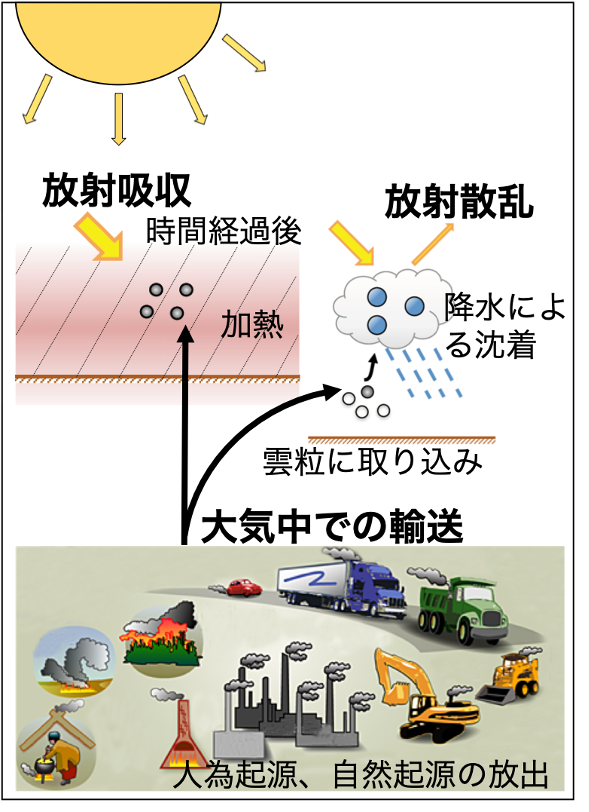 放射吸収
時間経過後
放射散乱
加熱
降水によ
る沈着
雲粒に取り込み
大気中での輸送
人為起源、自然起源の放出